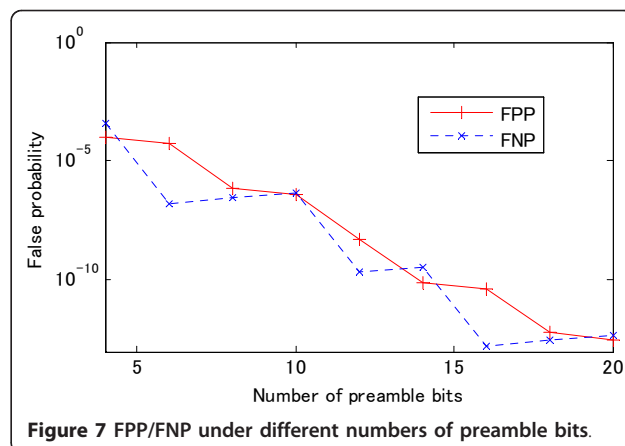 10^0
10^-5
10^-10
False probability
FPP
FNP
5 10 15 20
Number of preamble bits
Figure 7 FPP/FNP under different numbers of preamble bits.